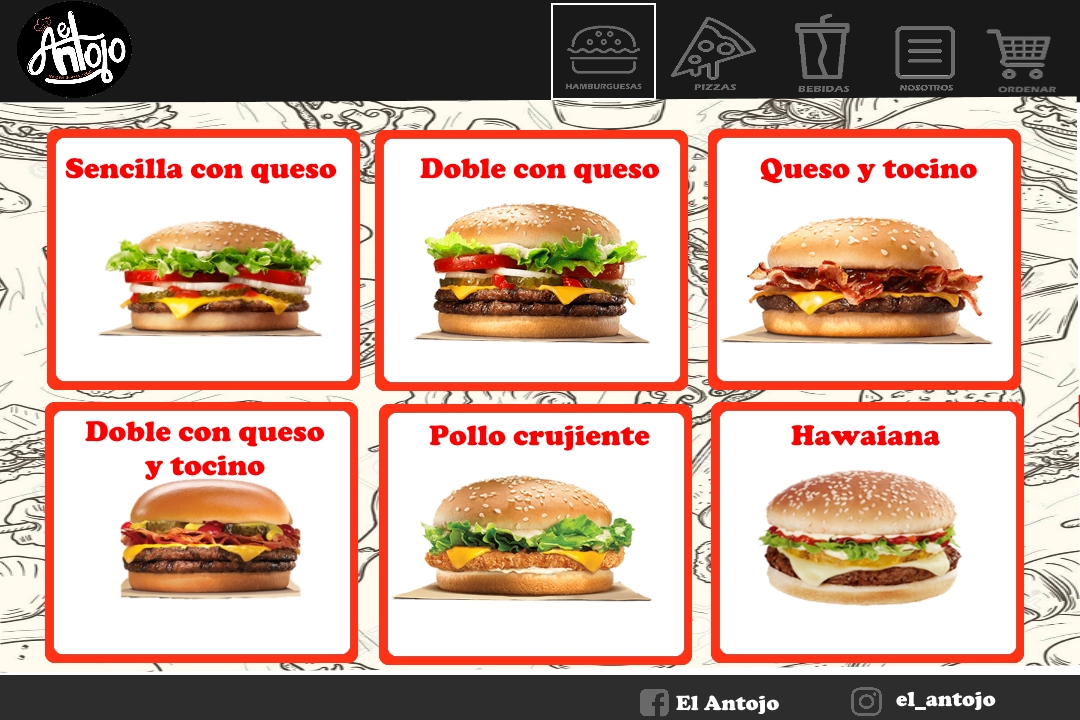 el
Antojo
HAMBURGUESAS
PIZZAS
BEBIDAS
NOSOTROS
ORDENAR
Sencilla con queso
Doble con queso
Queso y tocino
Doble con queso
y tocino
Pollo crujiente
Hawaiana
El Antojo
el_antojo